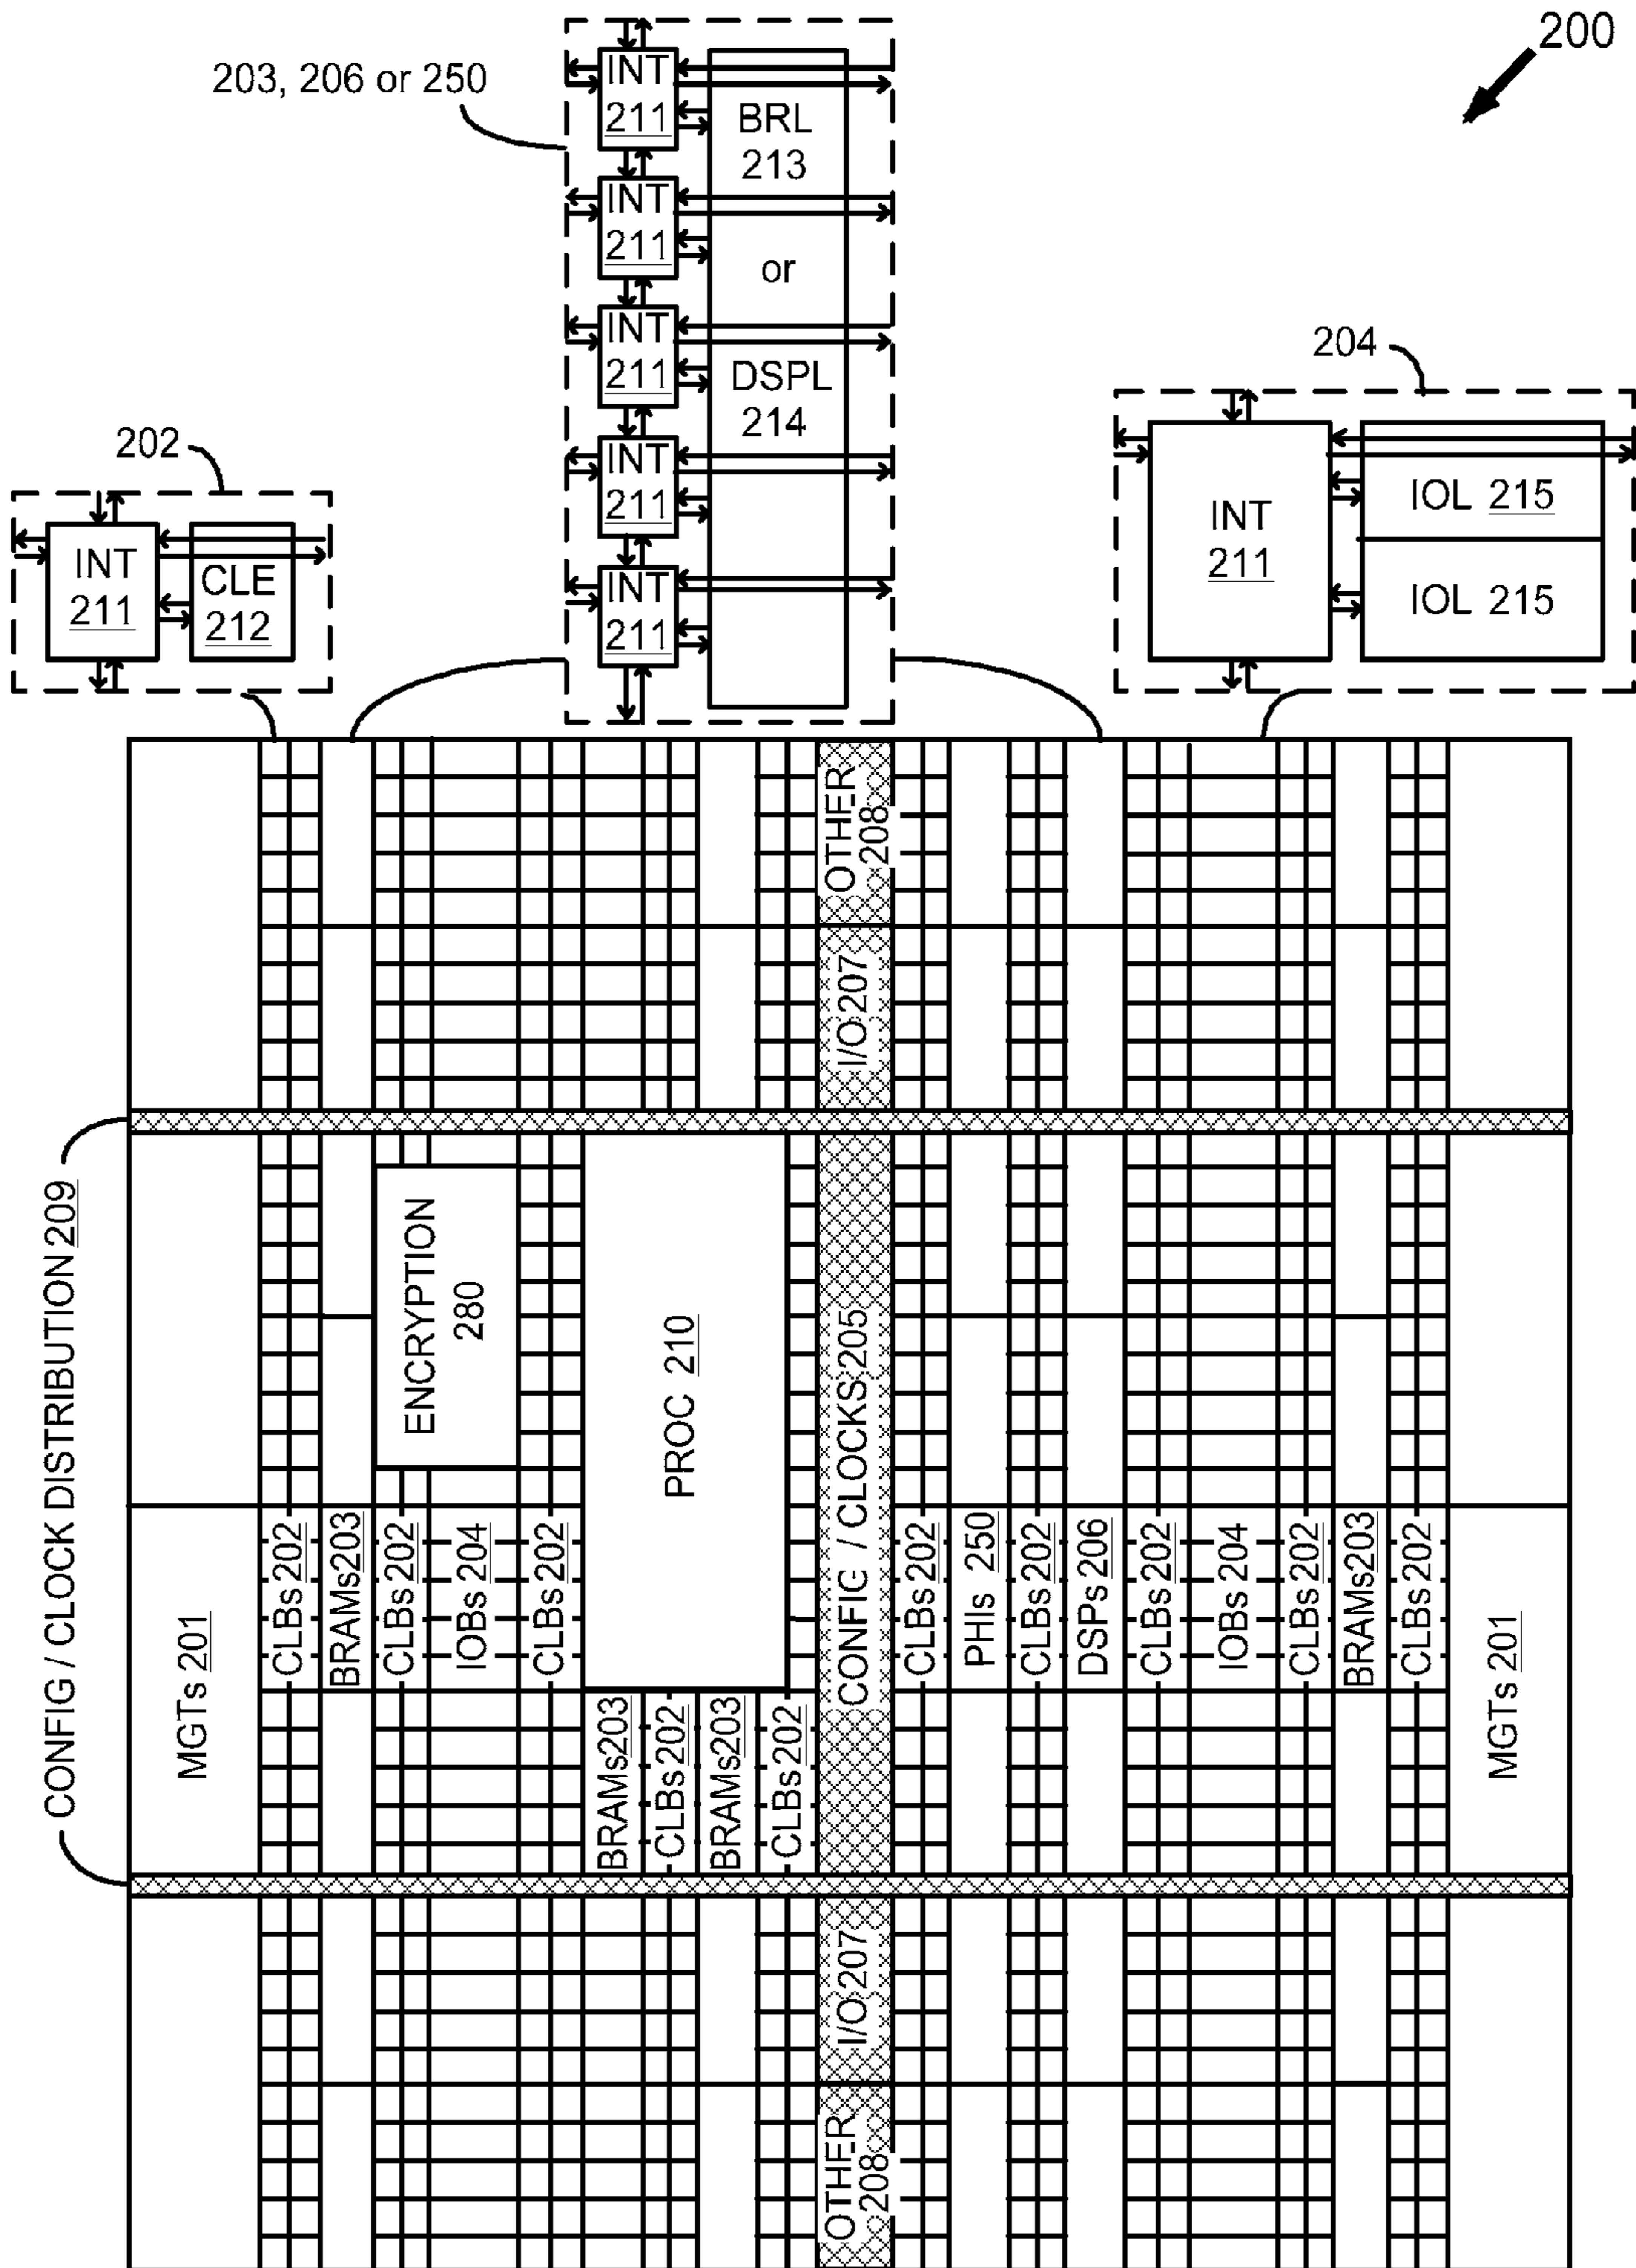 200
203, 206 or 250
INT
211
INT
211
INT
211
INT
211
INT
211
BRL
213
or
DSPL
214
204
INT
211
IOL 215
IOL 215
202
INT
211
CLE
212
OTHER
208
I/O 207
CONFIG / CLOCK DISTRIBUTION 209
ENCRYPTION
280
PROC 210
CONFIG / CLOCKS 205
MGTs 201
CLBs 202
BRAMs 203
CLBs 202
IOBs 204
CLBs 202
BRAMs 203
CLBs 202
BRAMs 203
CLBs 202
CLBs 202
PHIs 250
CLBs 202
DSPs 206
CLBs 202
IOBs 204
CLBs 202
BRAMs 203
CLBs 202
MGTs 201
I/O 207
OTHER
208